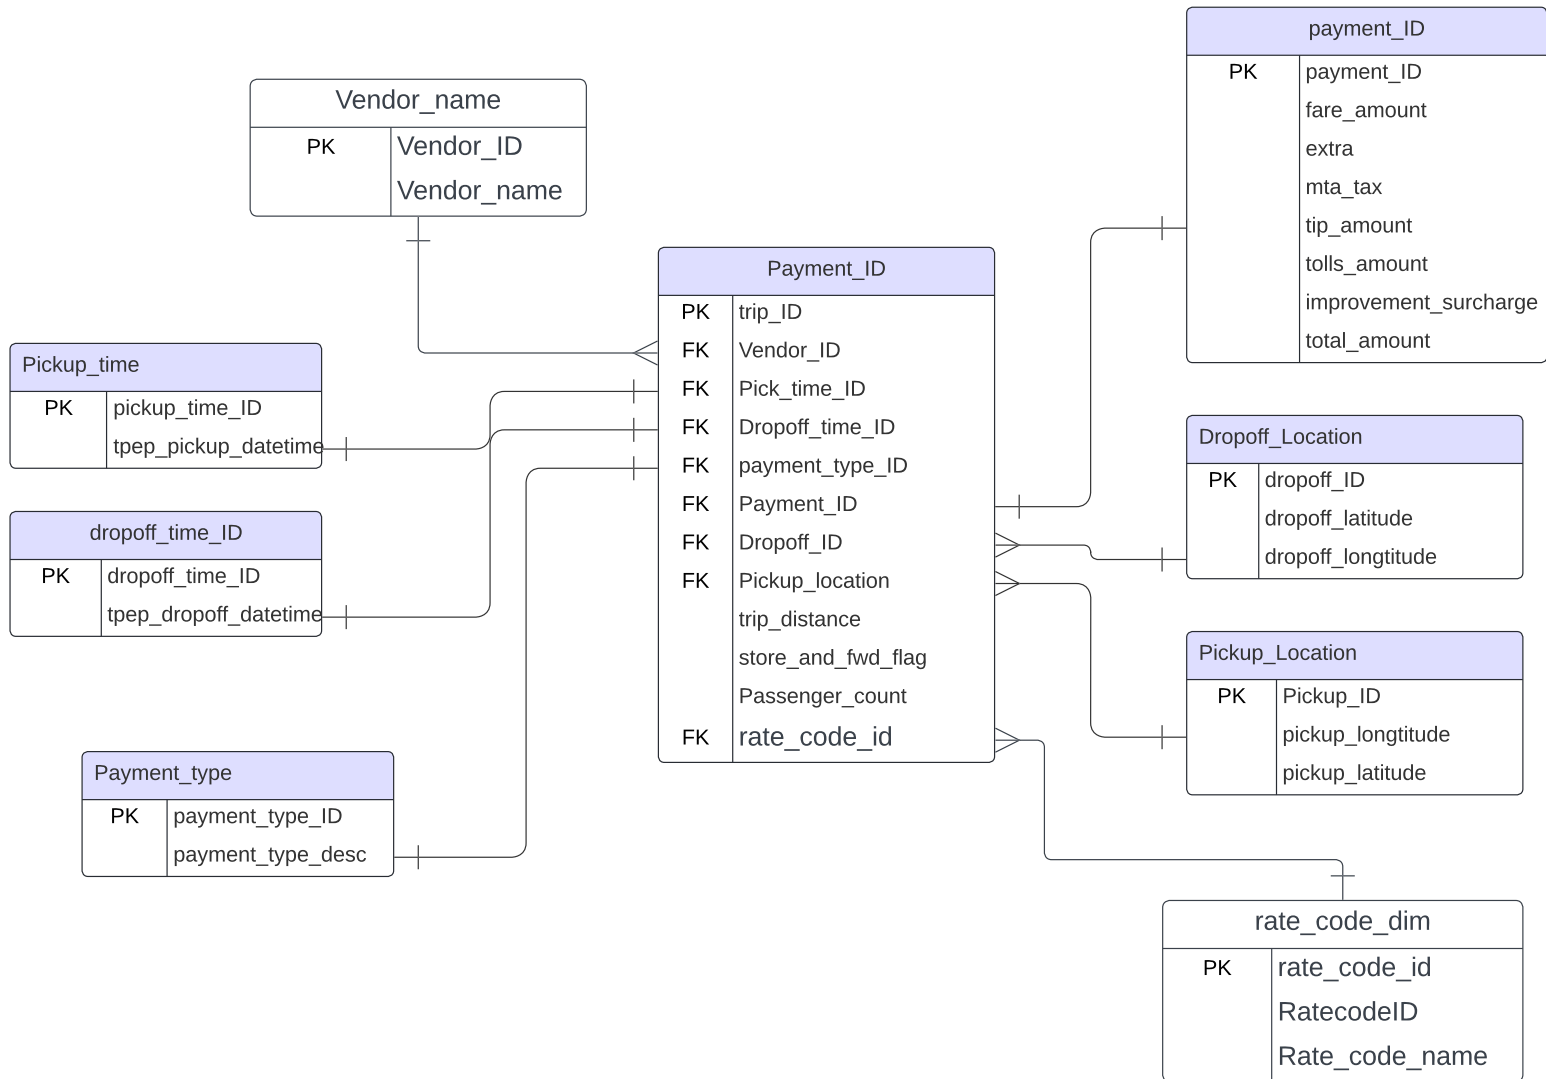 payment_ID
PK payment_ID
fare_amount
extra
mta_tax
tip_amount
tolls_amount
improvement_surcharge
total_amount
Vendor_name
PK Vendor_ID
Vendor_name
Payment_ID
PK trip_ID
FK Vendor_ID
FK Pick_time_ID
FK Dropoff_time_ID
FK payment_type_ID
FK Payment_ID
FK Dropoff_ID
FK Pickup_location
trip_distance
store_and_fwd_flag
Passenger_count
FK rate_code_id
Pickup_time
PK pickup_time_ID
tpep_pickup_datetime
dropoff_time_ID
PK dropoff_time_ID
tpep_dropoff_datetime
Payment_type
PK payment_type_ID
payment_type_desc
Dropoff_Location
PK dropoff_ID
dropoff_latitude
dropoff_longtitude
Pickup_Location
PK Pickup_ID
pickup_longtitude
pickup_latitude
rate_code_dim
PK rate_code_id
RatecodeID
Rate_code_name